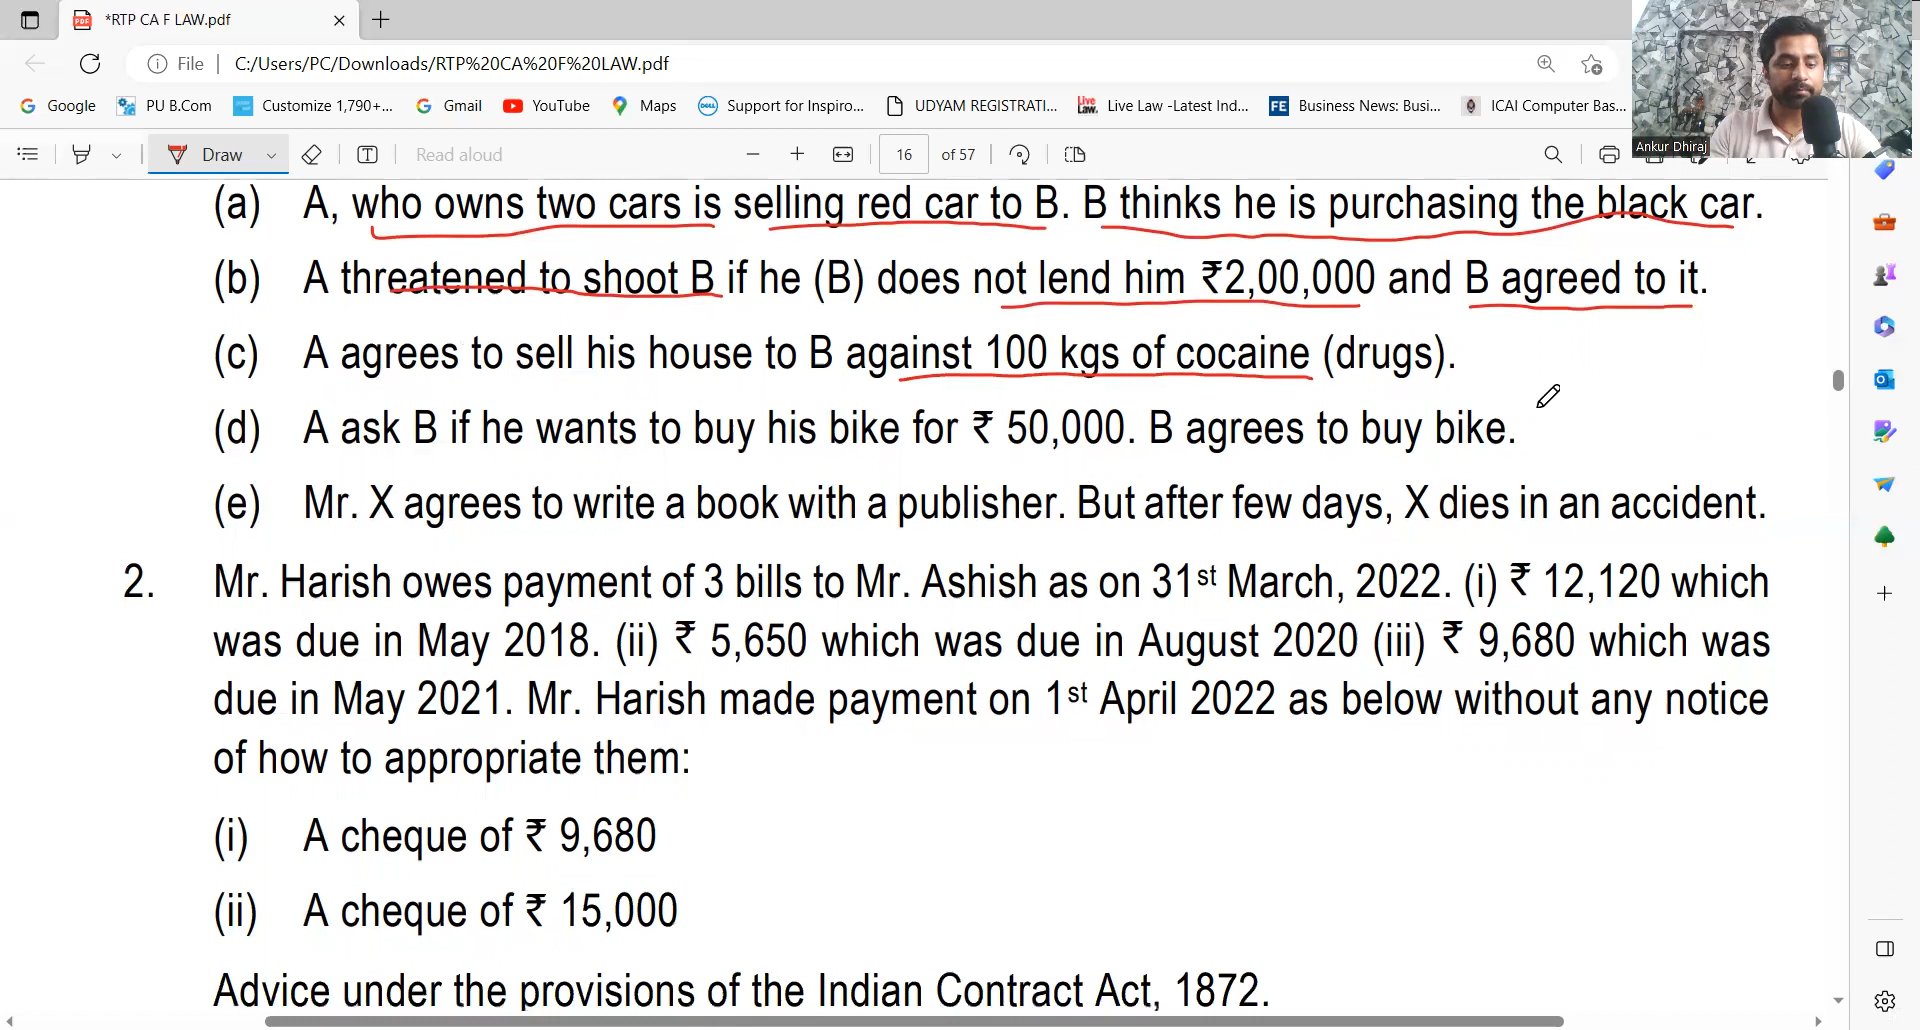 *RTP CA F LAW.pdf
File C:/Users/PC/Downloads/RTP%20CA%20F%20LAW.pdf
Google PU B.Com Customize 1,790+... Gmail YouTube Maps Support for Inspiro... UDYAM REGISTRATI... Live Law -Latest Ind... Business News: Busi... ICAI Computer Bas...
Ankur Dhiraj
Draw Read aloud 16 of 57
(a) A, who owns two cars is selling red car to B. B thinks he is purchasing the black car.
(b) A threatened to shoot B if he (B) does not lend him ₹2,00,000 and B agreed to it.
(c) A agrees to sell his house to B against 100 kgs of cocaine (drugs).
(d) A ask B if he wants to buy his bike for ₹ 50,000. B agrees to buy bike.
(e) Mr. X agrees to write a book with a publisher. But after few days, X dies in an accident.
2. Mr. Harish owes payment of 3 bills to Mr. Ashish as on 31st March, 2022. (i) ₹ 12,120 which
was due in May 2018. (ii) ₹ 5,650 which was due in August 2020 (iii) ₹ 9,680 which was
due in May 2021. Mr. Harish made payment on 1st April 2022 as below without any notice
of how to appropriate them:
(i) A cheque of ₹ 9,680
(ii) A cheque of ₹ 15,000
Advice under the provisions of the Indian Contract Act, 1872.